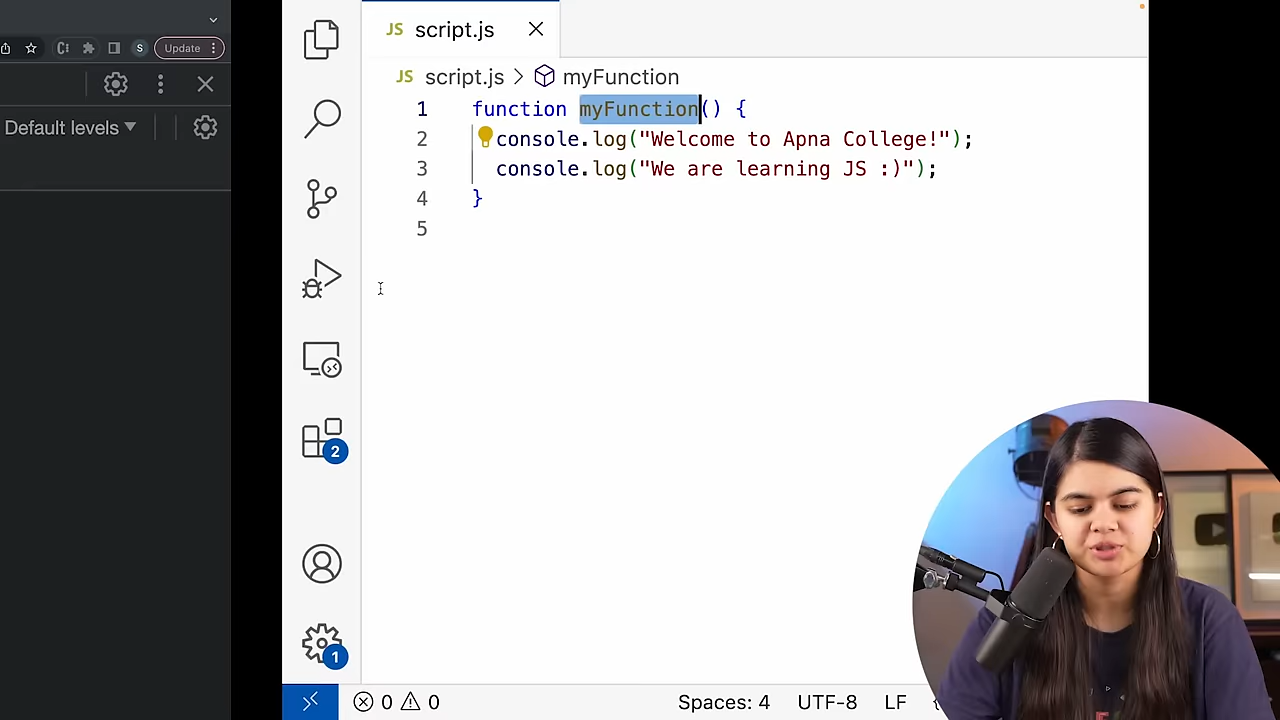 S Update
Default levels
JS script.js
JS script.js > myFunction
1 function myFunction() {
2 console.log("Welcome to Apna College!");
3 console.log("We are learning JS :)");
4 }
5
2
1
0 0 Spaces: 4 UTF-8 LF {